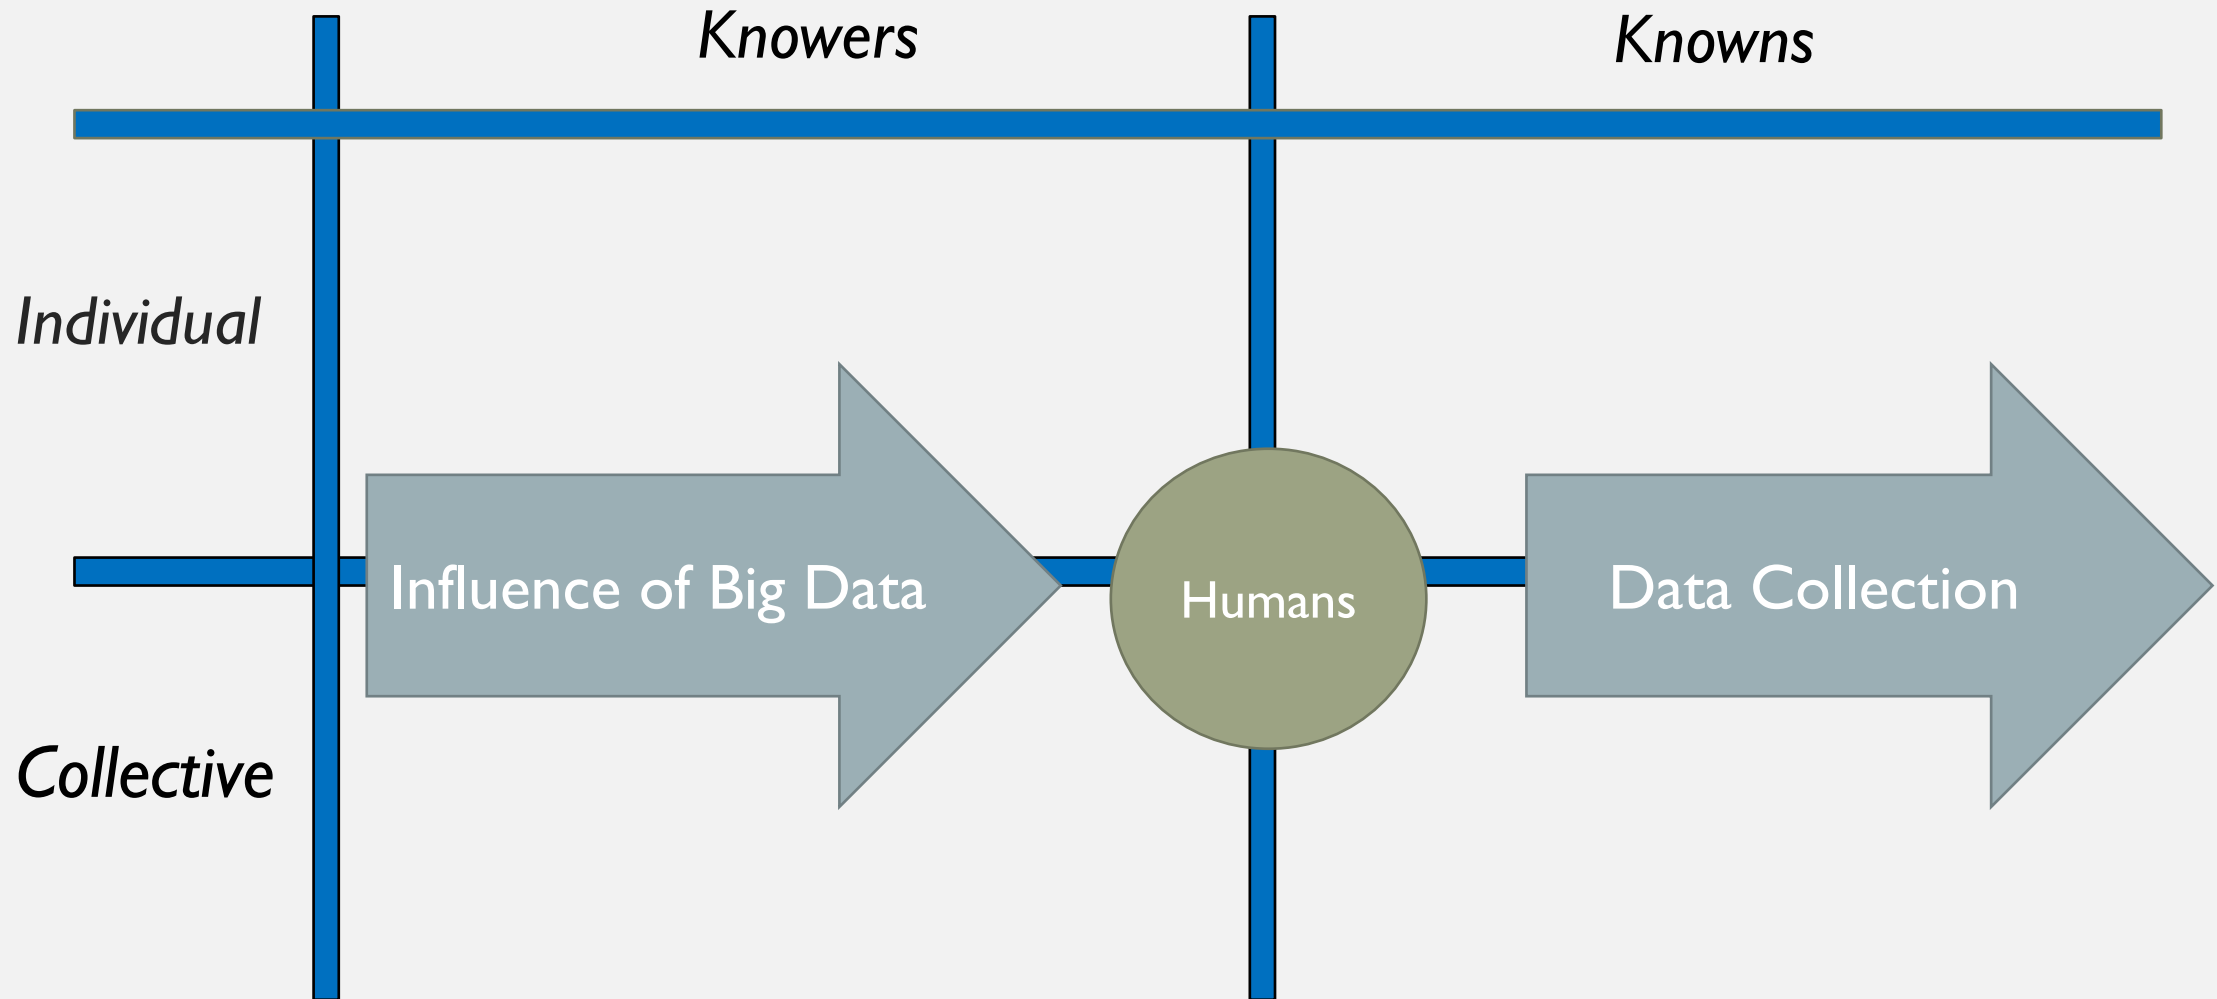 Knowers
Knowns
Individual
Influence of Big Data
Humans
Data Collection
Collective